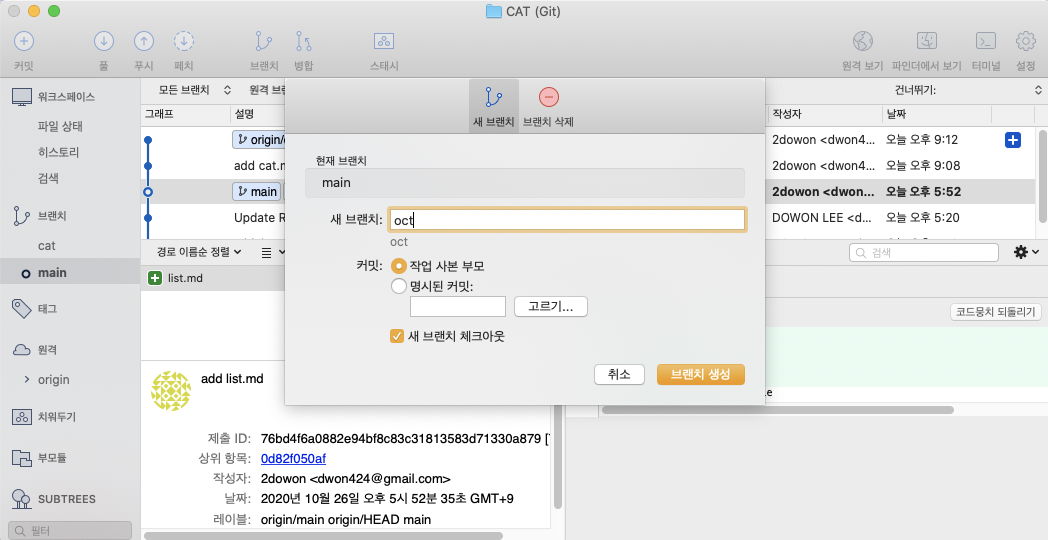 CAT (Git)
커밋
풀
푸시
페치
브랜치
병합
스태시
원격 보기
파인더에서 보기
터미널
설정
워크스페이스
파일 상태
히스토리
검색
브랜치
cat
main
태그
원격
origin
치워두기
부모듈
SUBTREES
필터
모든 브랜치
원격 브
건너뛰기:
그래프
설명
작성자
날짜
origin/
2dowon <dwon4...
오늘 오후 9:12
add cat.m
2dowon <dwon4...
오늘 오후 9:08
main
2dowon <dwon...
오늘 오후 5:52
Update R
DOWON LEE <d...
오늘 오후 5:20
새 브랜치
브랜치 삭제
현재 브랜치
main
새 브랜치:
oct
oct
커밋:
작업 사본 부모
명시된 커밋:
고르기...
새 브랜치 체크아웃
취소
브랜치 생성
경로 이름순 정렬
검색
list.md
코드뭉치 되돌리기
add list.md
제출 ID:
76bd4f6a0882e94bf8c83c31813583d71330a879 [
상위 항목:
0d82f050af
작성자:
2dowon <dwon424@gmail.com>
날짜:
2020년 10월 26일 오후 5시 52분 35초 GMT+9
레이블:
origin/main origin/HEAD main